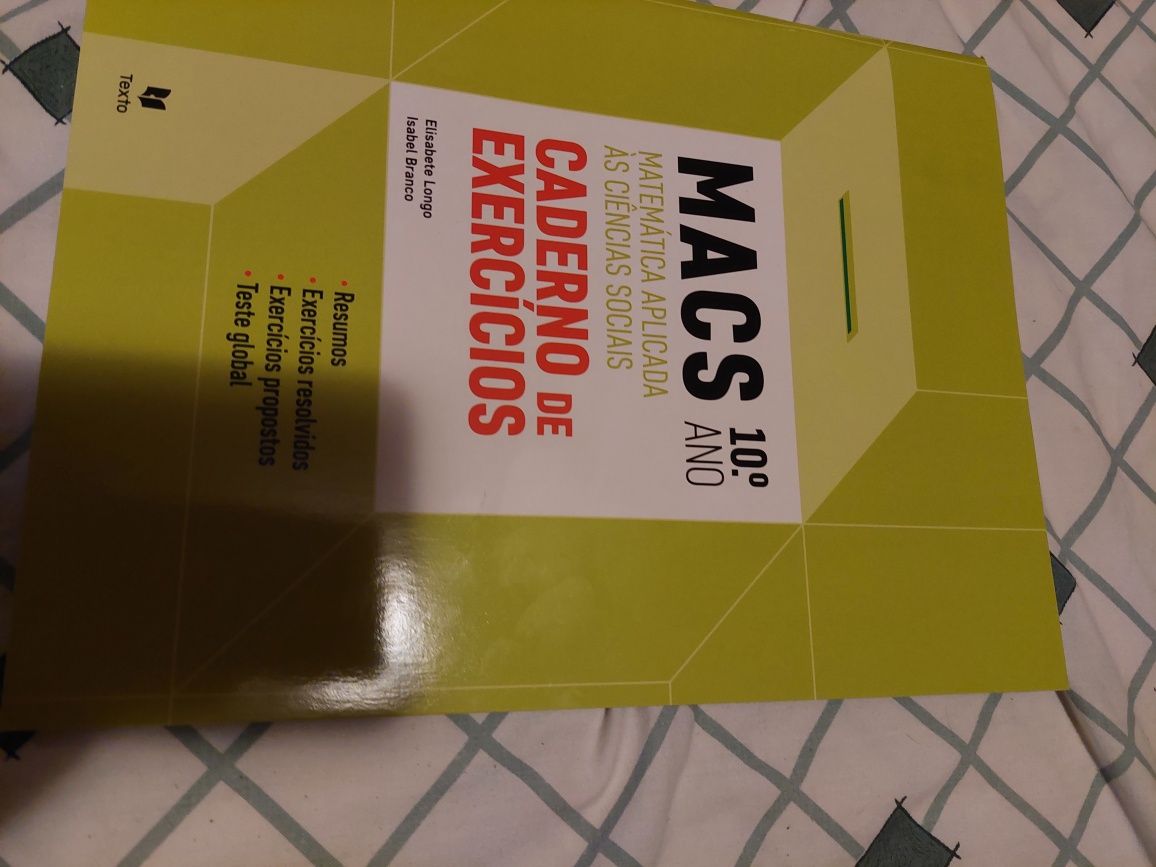 MACS 10.º ANO
MATEMÁTICA APLICADA
ÀS CIÊNCIAS SOCIAIS
CADERNO DE
EXERCÍCIOS
Elisabete Longo
Isabel Branco
• Resumos
• Exercícios resolvidos
• Exercícios propostos
• Teste global
Texto